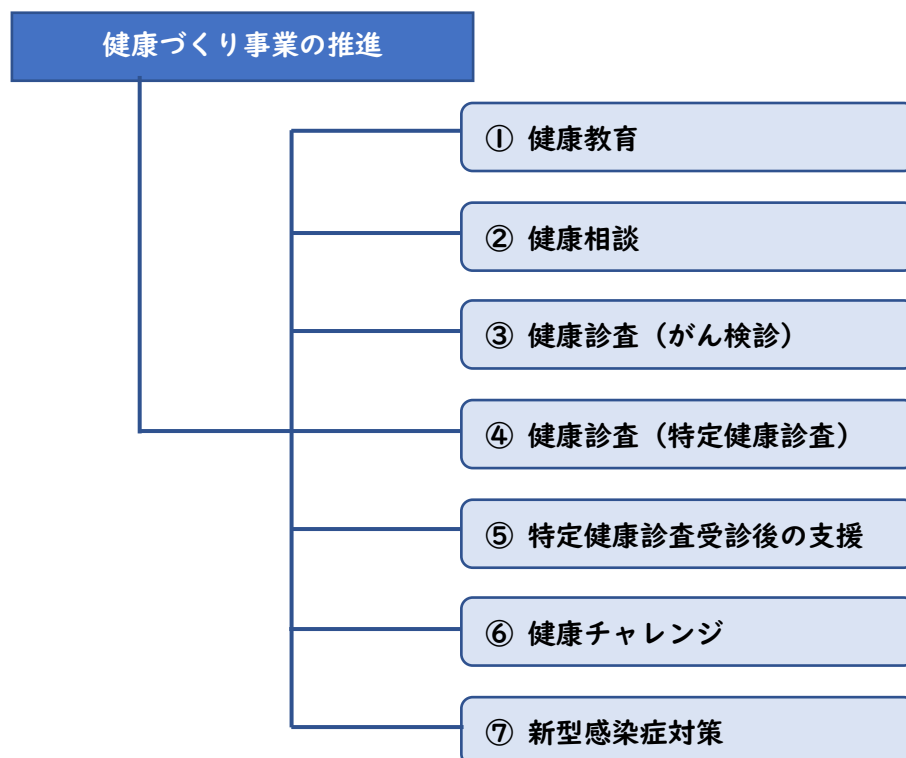 健康づくり事業の推進
① 健康教育
② 健康相談
③ 健康診査（がん検診）
④ 健康診査（特定健康診査）
⑤ 特定健康診査受診後の支援
⑥ 健康チャレンジ
⑦ 新型感染症対策